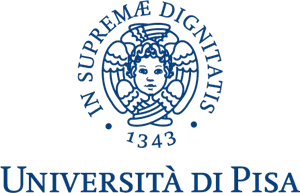 IN SUPREMÆ DIGNITATIS
· 1343 ·
UNIVERSITÀ DI PISA